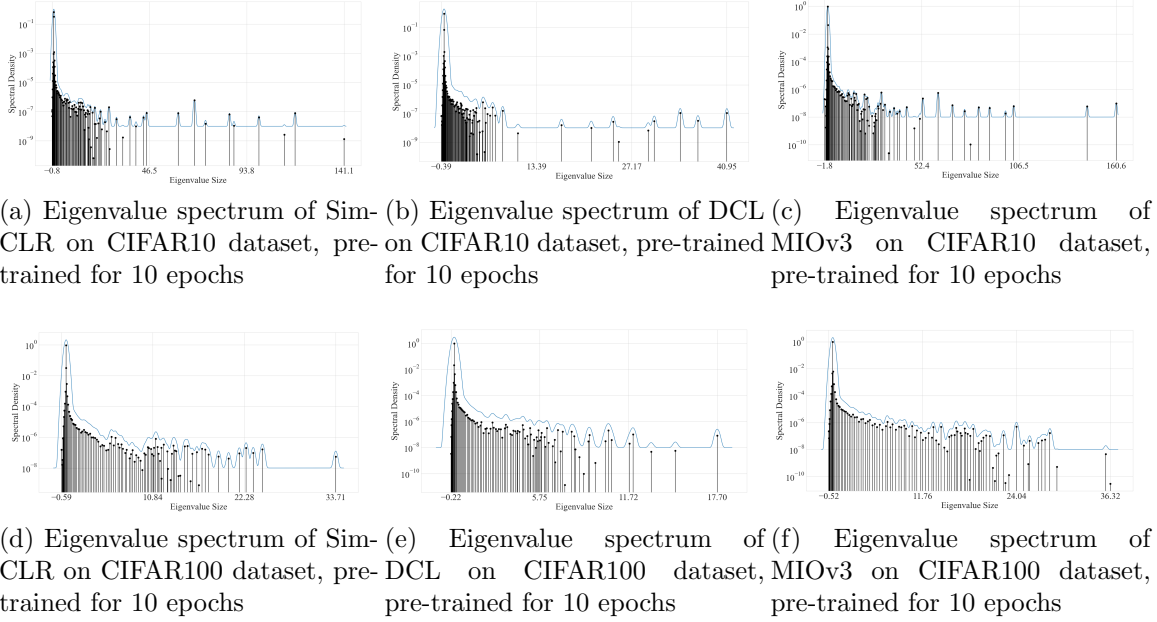 10⁻¹
10⁻³
10⁻⁵
10⁻⁷
10⁻⁹
Spectral Density
−0.8 46.5 93.8 141.1
Eigenvalue Size
10⁻¹
10⁻³
10⁻⁵
10⁻⁷
10⁻⁹
Spectral Density
−0.39 13.39 27.17 40.95
Eigenvalue Size
10⁰
10⁻²
10⁻⁴
10⁻⁶
10⁻⁸
10⁻¹⁰
Spectral Density
−1.8 52.4 106.5 160.6
Eigenvalue Size
(a) Eigenvalue spectrum of Sim-
CLR on CIFAR10 dataset, pre-
trained for 10 epochs
(b) Eigenvalue spectrum of DCL
on CIFAR10 dataset, pre-trained
for 10 epochs
(c) Eigenvalue spectrum of
MIOv3 on CIFAR10 dataset,
pre-trained for 10 epochs
10⁰
10⁻²
10⁻⁴
10⁻⁶
10⁻⁸
Spectral Density
−0.59 10.84 22.28 33.71
Eigenvalue Size
10⁰
10⁻²
10⁻⁴
10⁻⁶
10⁻⁸
10⁻¹⁰
Spectral Density
−0.22 5.75 11.72 17.70
Eigenvalue Size
10⁰
10⁻²
10⁻⁴
10⁻⁶
10⁻⁸
10⁻¹⁰
Spectral Density
−0.52 11.76 24.04 36.32
Eigenvalue Size
(d) Eigenvalue spectrum of Sim-
CLR on CIFAR100 dataset, pre-
trained for 10 epochs
(e) Eigenvalue spectrum of
DCL on CIFAR100 dataset,
pre-trained for 10 epochs
(f) Eigenvalue spectrum of
MIOv3 on CIFAR100 dataset,
pre-trained for 10 epochs